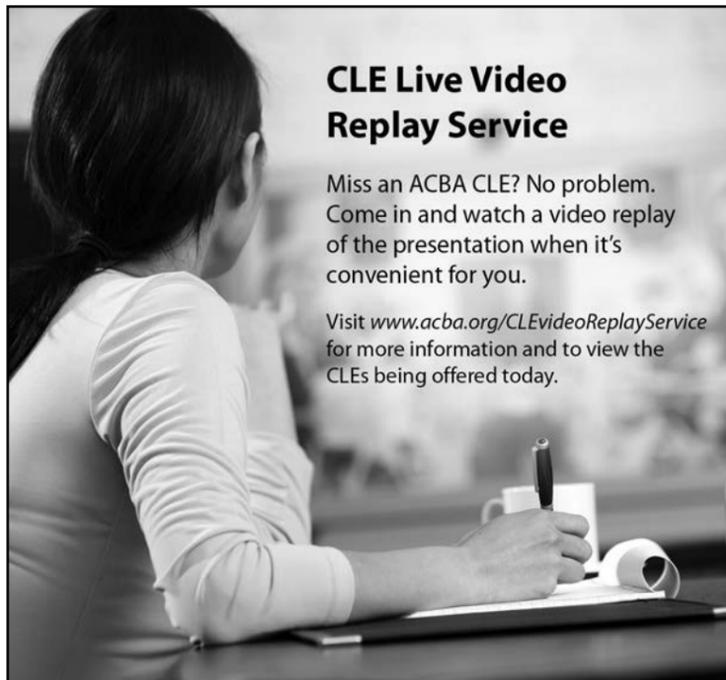 CLE Live Video
Replay Service
Miss an ACBA CLE? No problem.
Come in and watch a video replay
of the presentation when it's
convenient for you.
Visit www.acba.org/CLEvideoReplayService
for more information and to view the
CLEs being offered today.